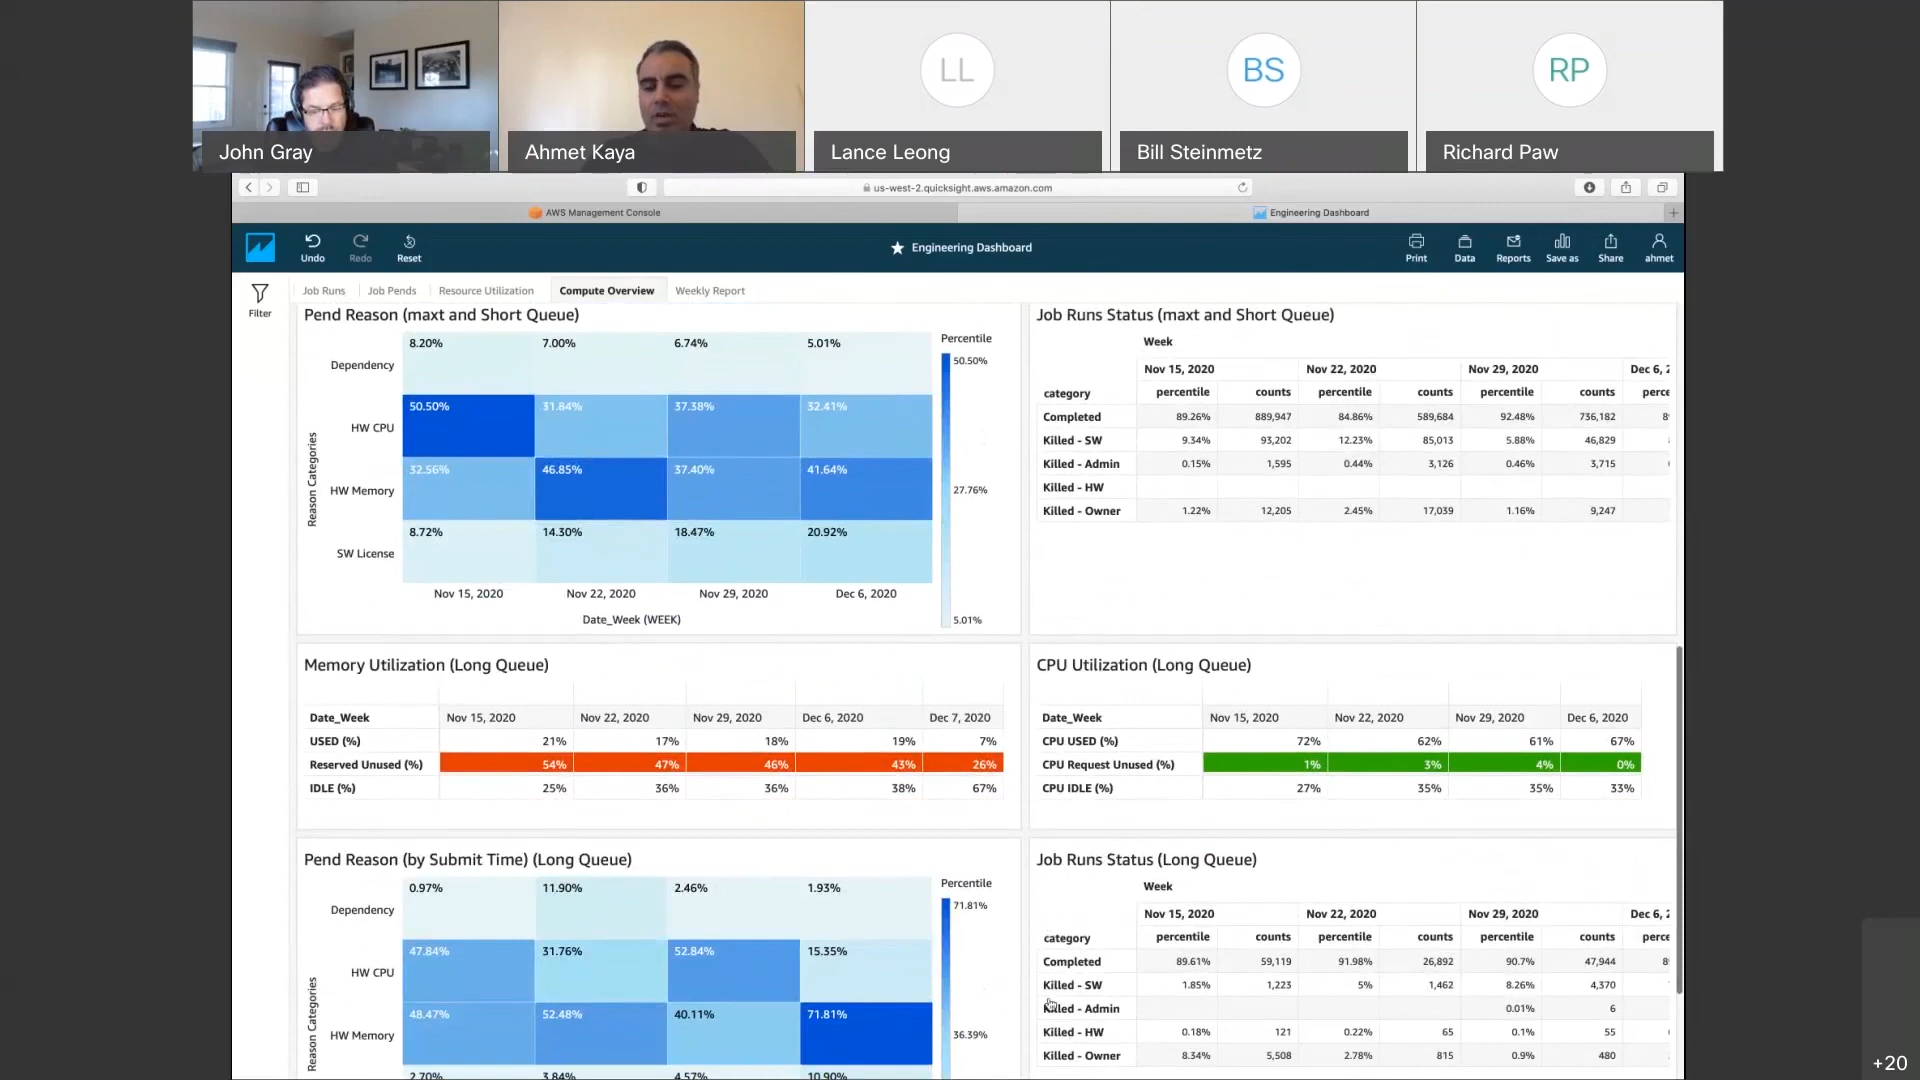 LL
BS
RP
John Gray
Ahmet Kaya
Lance Leong
Bill Steinmetz
Richard Paw
us-west-2.quicksight.aws.amazon.com
AWS Management Console
Engineering Dashboard
Undo
Redo
Reset
Engineering Dashboard
Print
Data
Reports
Save as
Share
ahmet
Filter
Job Runs
Job Pends
Resource Utilization
Compute Overview
Weekly Report
Pend Reason (maxt and Short Queue)
Reason Categories
Dependency 8.20% 7.00% 6.74% 5.01%
HW CPU 50.50% 31.84% 37.38% 32.41%
HW Memory 32.56% 46.85% 37.40% 41.64%
SW License 8.72% 14.30% 18.47% 20.92%
Nov 15, 2020 Nov 22, 2020 Nov 29, 2020 Dec 6, 2020
Date_Week (WEEK)
Percentile
50.50%
27.76%
5.01%
Job Runs Status (maxt and Short Queue)
Week
Nov 15, 2020 Nov 22, 2020 Nov 29, 2020 Dec 6, 2
category percentile counts percentile counts percentile counts perce
Completed 89.26% 889,947 84.86% 589,684 92.48% 736,182 8
Killed - SW 9.34% 93,202 12.23% 85,013 5.88% 46,829
Killed - Admin 0.15% 1,595 0.44% 3,126 0.46% 3,715
Killed - HW
Killed - Owner 1.22% 12,205 2.45% 17,039 1.16% 9,247
Memory Utilization (Long Queue)
Date_Week Nov 15, 2020 Nov 22, 2020 Nov 29, 2020 Dec 6, 2020 Dec 7, 2020
USED (%) 21% 17% 18% 19% 7%
Reserved Unused (%) 54% 47% 46% 43% 26%
IDLE (%) 25% 36% 36% 38% 67%
CPU Utilization (Long Queue)
Date_Week Nov 15, 2020 Nov 22, 2020 Nov 29, 2020 Dec 6, 2020
CPU USED (%) 72% 62% 61% 67%
CPU Request Unused (%) 1% 3% 4% 0%
CPU IDLE (%) 27% 35% 35% 33%
Pend Reason (by Submit Time) (Long Queue)
Reason Categories
Dependency 0.97% 11.90% 2.46% 1.93%
HW CPU 47.84% 31.76% 52.84% 15.35%
HW Memory 48.47% 52.48% 40.11% 71.81%
2.70% 3.84% 4.57% 10.90%
Percentile
71.81%
36.39%
Job Runs Status (Long Queue)
Week
Nov 15, 2020 Nov 22, 2020 Nov 29, 2020 Dec 6, 2
category percentile counts percentile counts percentile counts perce
Completed 89.61% 59,119 91.98% 26,892 90.7% 47,944 8
Killed - SW 1.85% 1,223 5% 1,462 8.26% 4,370
Killed - Admin 0.01% 6
Killed - HW 0.18% 121 0.22% 65 0.1% 55
Killed - Owner 8.34% 5,508 2.78% 815 0.9% 480
+20